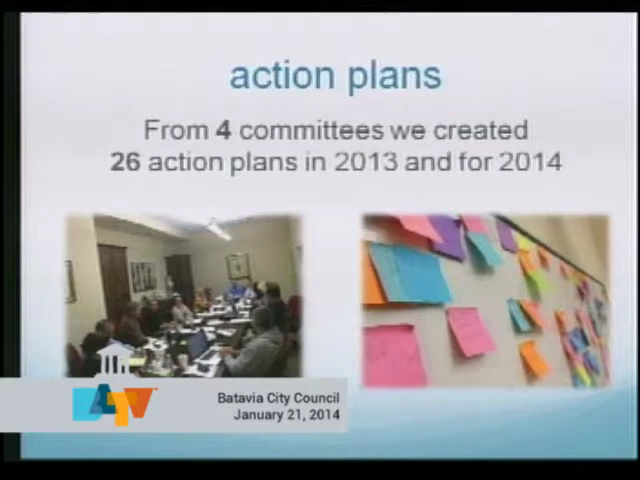 action plans
From 4 committees we created
26 action plans in 2013 and for 2014
BATV
Batavia City Council
January 21, 2014